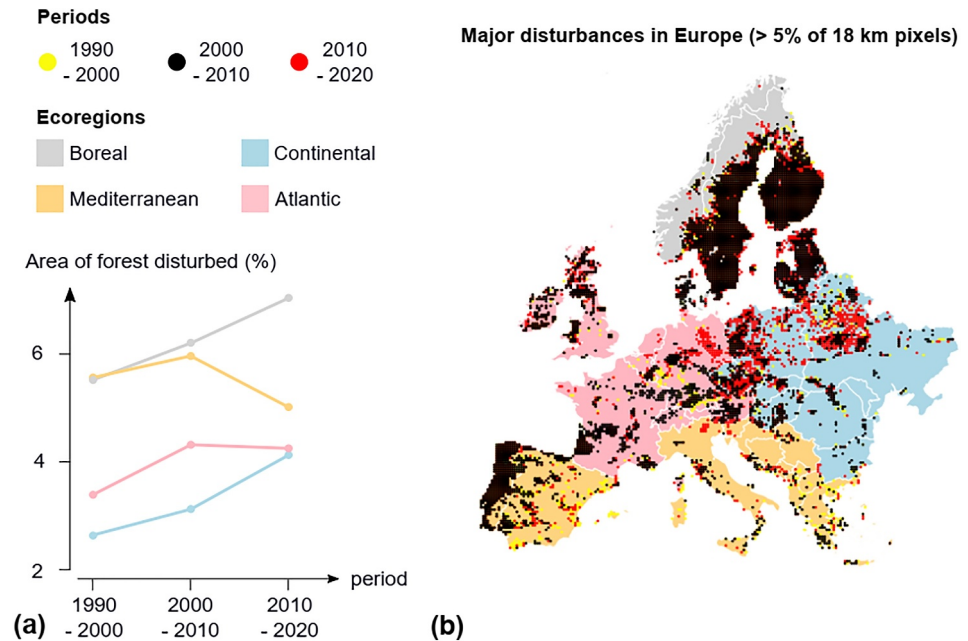 Periods
1990 - 2000
2000 - 2010
2010 - 2020
Ecoregions
Boreal
Continental
Mediterranean
Atlantic
Area of forest disturbed (%)
6
4
2
period
1990 - 2000
2000 - 2010
2010 - 2020
(a)
Major disturbances in Europe (> 5% of 18 km pixels)
(b)